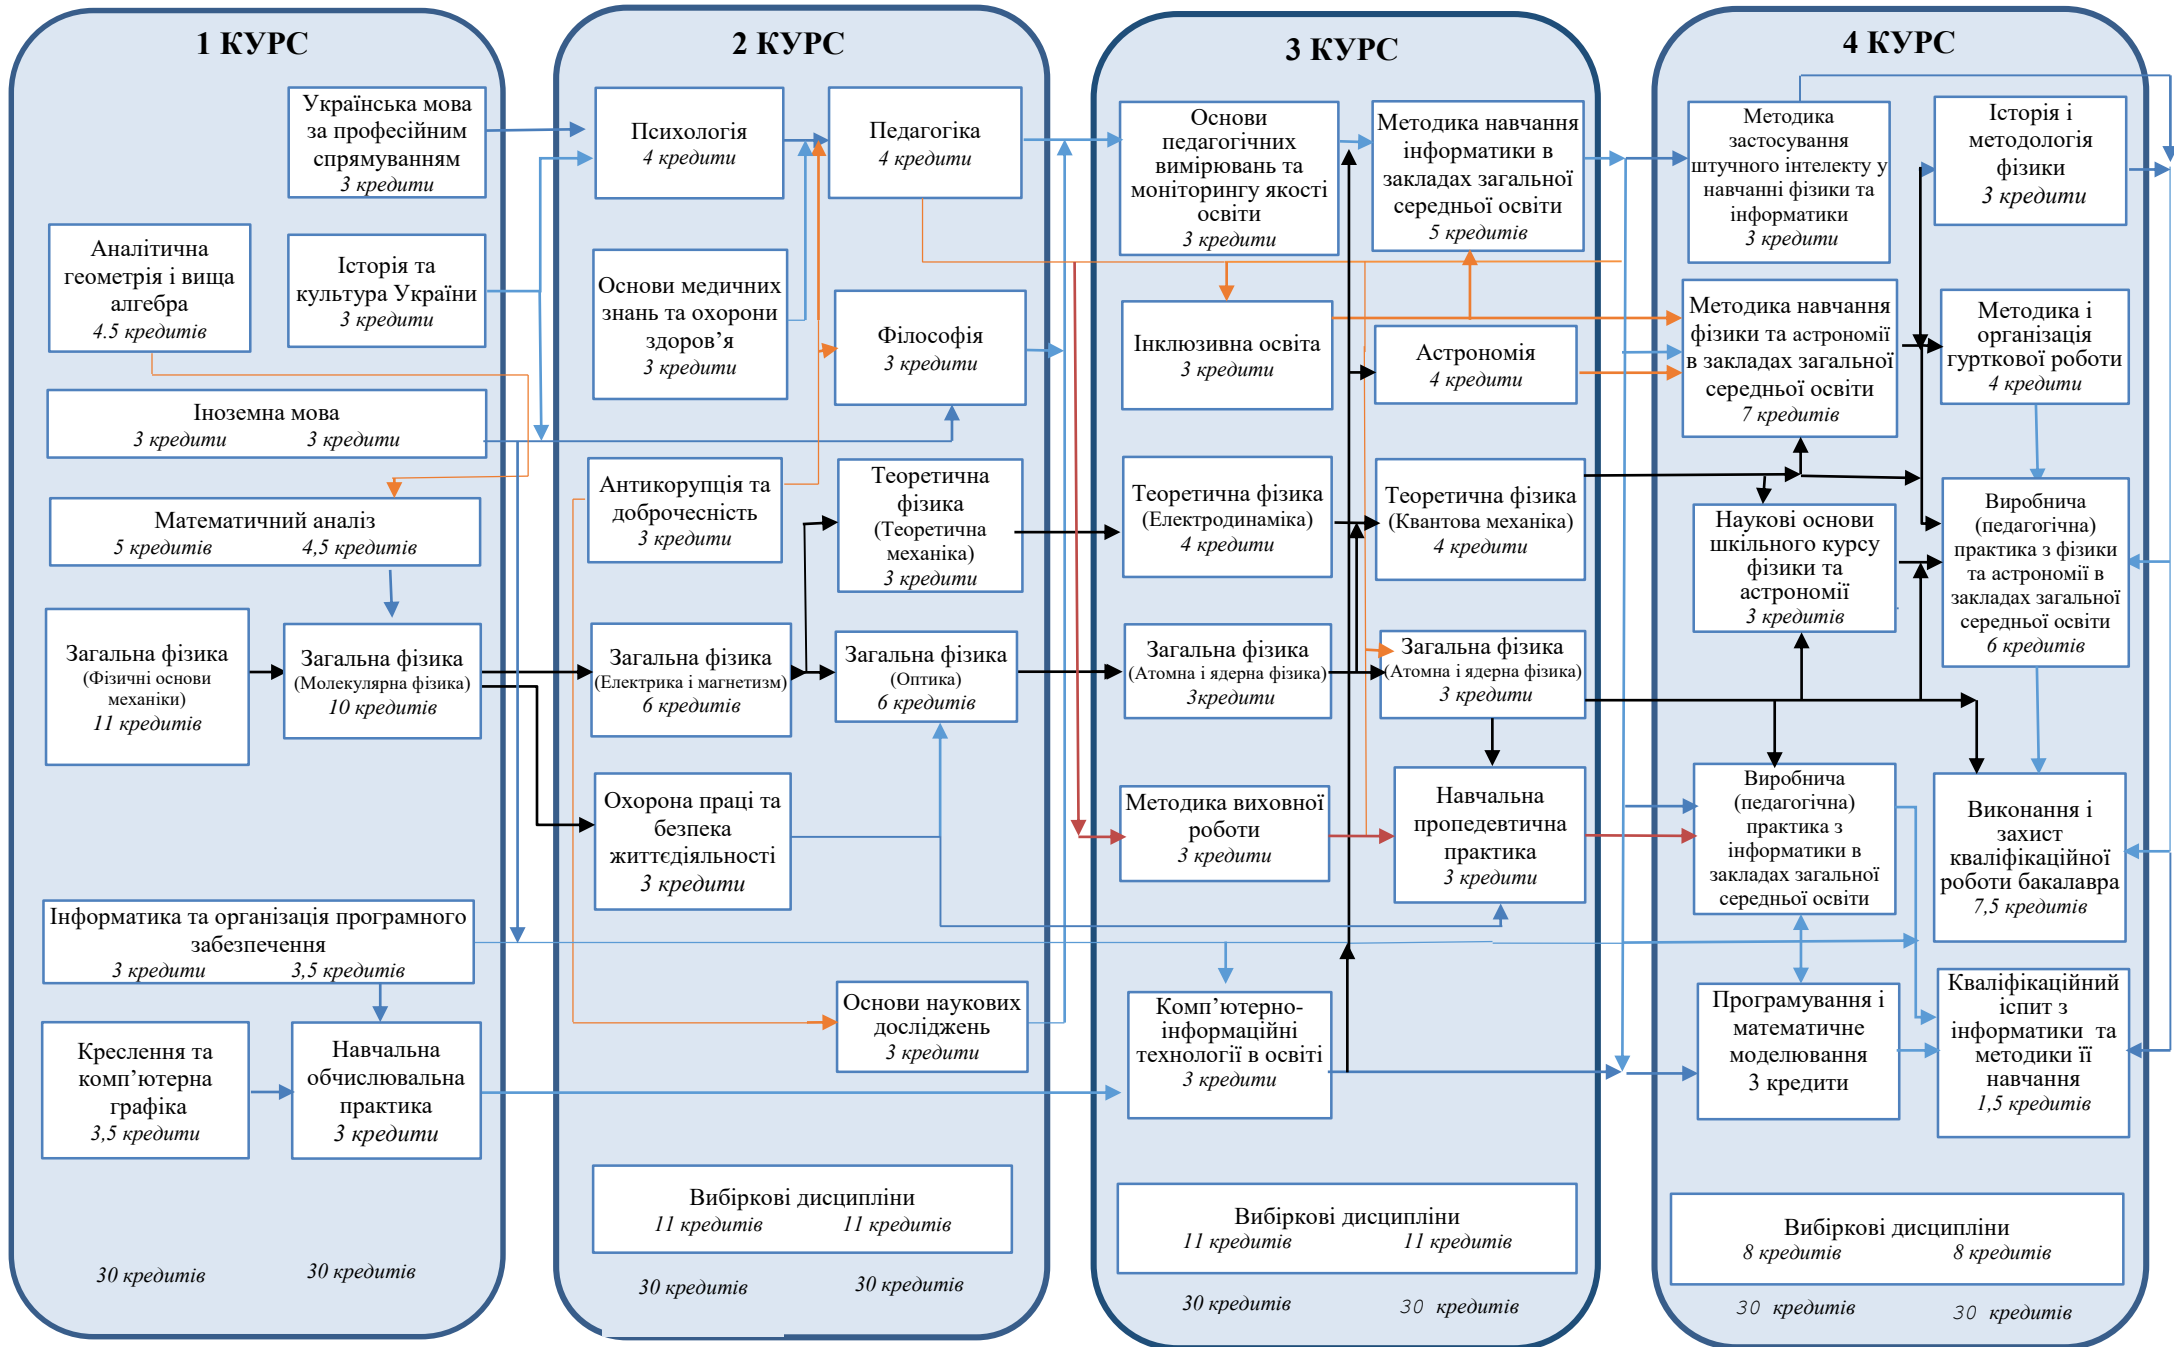 1 КУРС
Українська мова
за професійним
спрямуванням
3 кредити
Аналітична
геометрія і вища
алгебра
4.5 кредитів
Історія та
культура України
3 кредити
Іноземна мова
3 кредити 3 кредити
Математичний аналіз
5 кредитів 4,5 кредитів
Загальна фізика
(Фізичні основи
механіки)
11 кредитів
Загальна фізика
(Молекулярна фізика)
10 кредитів
Інформатика та організація програмного
забезпечення
3 кредити 3,5 кредитів
Креслення та
комп’ютерна
графіка
3,5 кредити
Навчальна
обчислювальна
практика
3 кредити
30 кредитів 30 кредитів
2 КУРС
Психологія
4 кредити
Педагогіка
4 кредити
Основи медичних
знань та охорони
здоров’я
3 кредити
Філософія
3 кредити
Антикорупція та
доброчесність
3 кредити
Теоретична
фізика
(Теоретична
механіка)
3 кредити
Загальна фізика
(Електрика і магнетизм)
6 кредитів
Загальна фізика
(Оптика)
6 кредитів
Охорона праці та
безпека
життєдіяльності
3 кредити
Основи наукових
досліджень
3 кредити
Вибіркові дисципліни
11 кредитів 11 кредитів
30 кредитів 30 кредитів
3 КУРС
Основи
педагогічних
вимірювань та
моніторингу якості
освіти
3 кредити
Методика навчання
інформатики в
закладах загальної
середньої освіти
5 кредитів
Інклюзивна освіта
3 кредити
Астрономія
4 кредити
Теоретична фізика
(Електродинаміка)
4 кредити
Теоретична фізика
(Квантова механіка)
4 кредити
Загальна фізика
(Атомна і ядерна фізика)
3кредити
Загальна фізика
(Атомна і ядерна фізика)
3 кредити
Методика виховної
роботи
3 кредити
Навчальна
пропедевтична
практика
3 кредити
Комп’ютерно-
інформаційні
технології в освіті
3 кредити
Вибіркові дисципліни
11 кредитів 11 кредитів
30 кредитів 30 кредитів
4 КУРС
Методика
застосування
штучного інтелекту у
навчанні фізики та
інформатики
3 кредити
Історія і
методологія
фізики
3 кредити
Методика навчання
фізики та астрономії
в закладах загальної
середньої освіти
7 кредитів
Методика і
організація
гурткової роботи
4 кредити
Наукові основи
шкільного курсу
фізики та
астрономії
3 кредитів
Виробнича
(педагогічна)
практика з фізики
та астрономії в
закладах загальної
середньої освіти
6 кредитів
Виробнича
(педагогічна)
практика з
інформатики в
закладах загальної
середньої освіти
Виконання і
захист
кваліфікаційної
роботи бакалавра
7,5 кредитів
Програмування і
математичне
моделювання
3 кредити
Кваліфікаційний
іспит з
інформатики та
методики її
навчання
1,5 кредитів
Вибіркові дисципліни
8 кредитів 8 кредитів
30 кредитів 30 кредитів